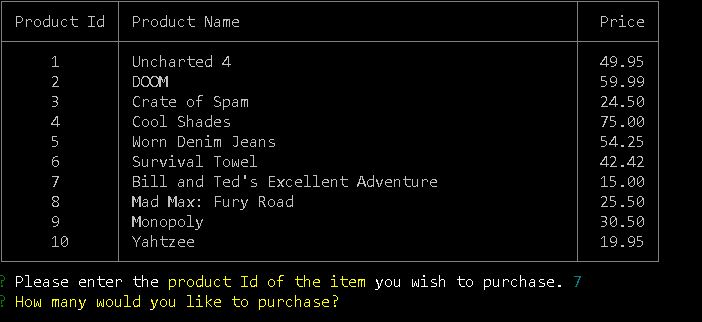 Product Id Product Name Price
1 Uncharted 4 49.95
2 DOOM 59.99
3 Crate of Spam 24.50
4 Cool Shades 75.00
5 Worn Denim Jeans 54.25
6 Survival Towel 42.42
7 Bill and Ted's Excellent Adventure 15.00
8 Mad Max: Fury Road 25.50
9 Monopoly 30.50
10 Yahtzee 19.95
? Please enter the product Id of the item you wish to purchase. 7
? How many would you like to purchase?